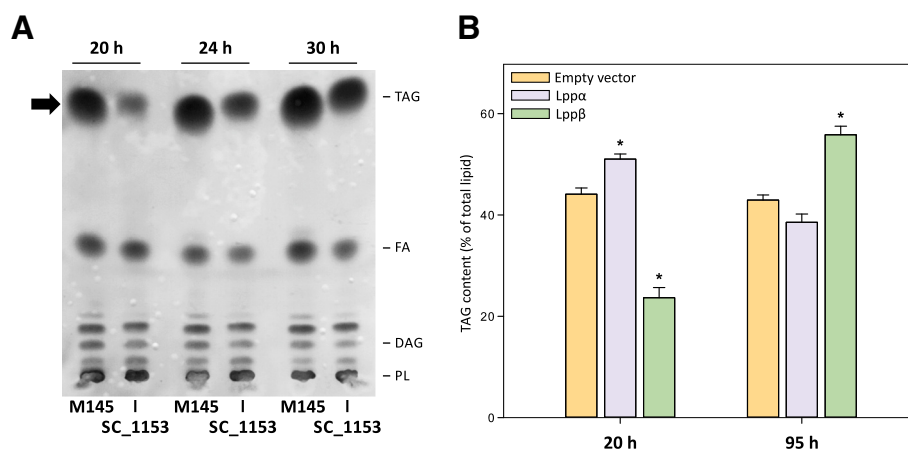 A
20 h 24 h 30 h
– TAG
– FA
– DAG
– PL
M145 I M145 I M145 I
SC_1153 SC_1153 SC_1153
B
Empty vector
Lppα
Lppβ
TAG content (% of total lipid)
60
40
20
0
*
*
*
20 h 95 h